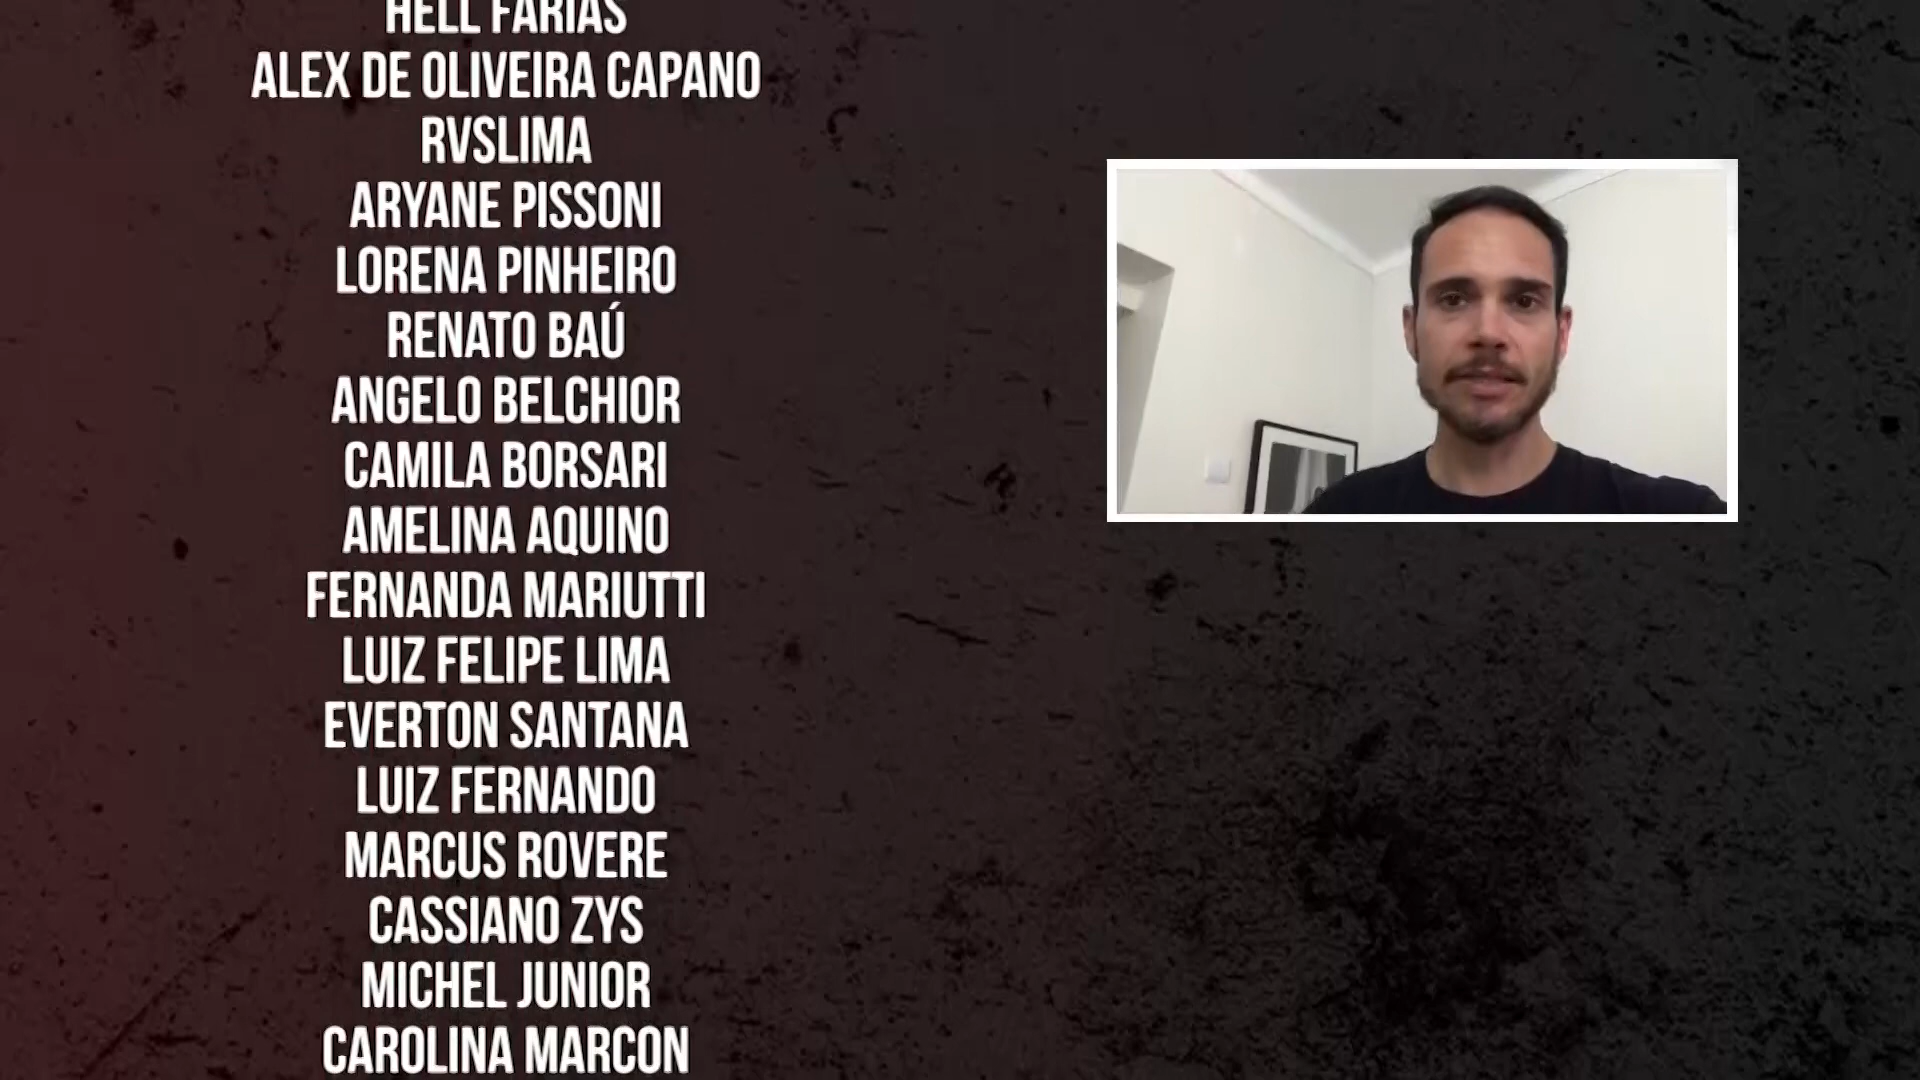 HELL FARIAS
ALEX DE OLIVEIRA CAPANO
RVSLIMA
ARYANE PISSONI
LORENA PINHEIRO
RENATO BAÚ
ANGELO BELCHIOR
CAMILA BORSARI
AMELINA AQUINO
FERNANDA MARIUTTI
LUIZ FELIPE LIMA
EVERTON SANTANA
LUIZ FERNANDO
MARCUS ROVERE
CASSIANO ZYS
MICHEL JUNIOR
CAROLINA MARCON